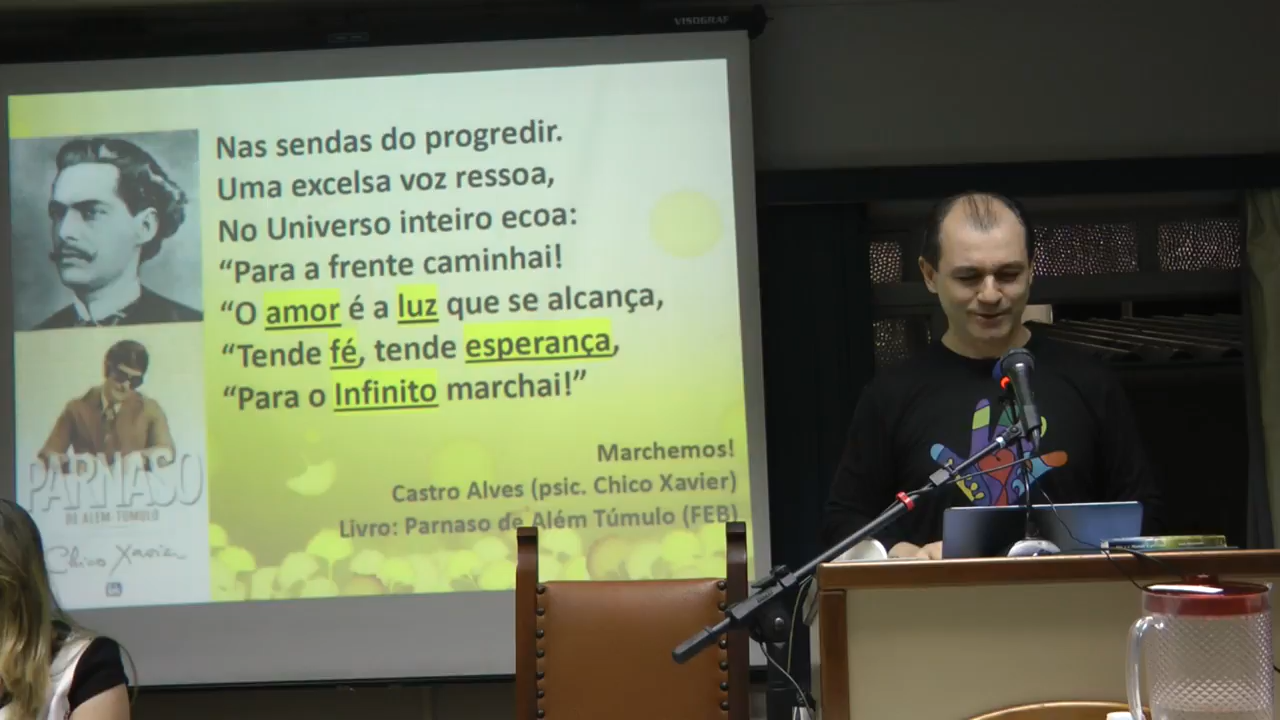 VISOGRAF
Nas sendas do progredir.
Uma excelsa voz ressoa,
No Universo inteiro ecoa:
“Para a frente caminhai!
“O amor é a luz que se alcança,
“Tende fé, tende esperança,
“Para o Infinito marchai!”
Marchemos!
Castro Alves (psic. Chico Xavier)
Livro: Parnaso de Além Túmulo (FEB)
PARNASO
DE ALÉM-TÚMULO
Chico Xavier